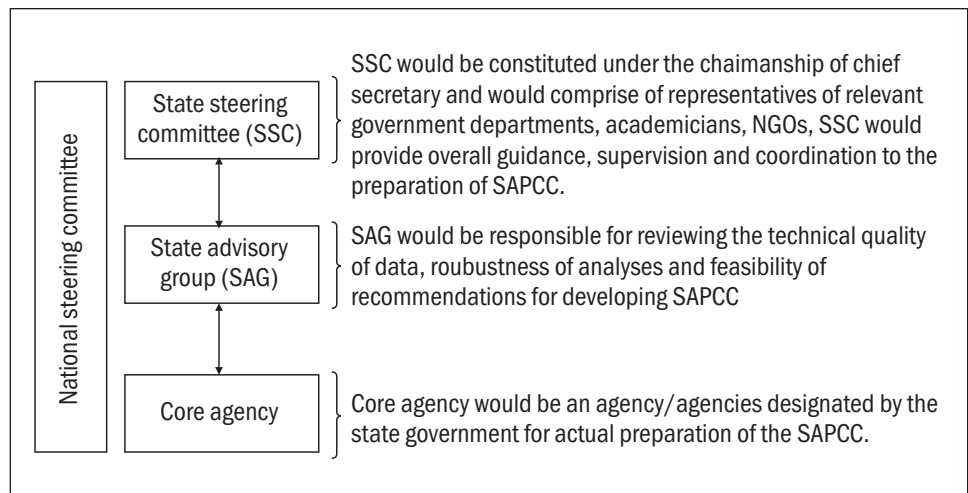 National steering committee
State steering
committee (SSC)
SSC would be constituted under the chaimanship of chief
secretary and would comprise of representatives of relevant
government departments, academicians, NGOs, SSC would
provide overall guidance, supervision and coordination to the
preparation of SAPCC.
State advisory
group (SAG)
SAG would be responsible for reviewing the technical quality
of data, roubustness of analyses and feasibility of
recommendations for developing SAPCC
Core agency
Core agency would be an agency/agencies designated by the
state government for actual preparation of the SAPCC.